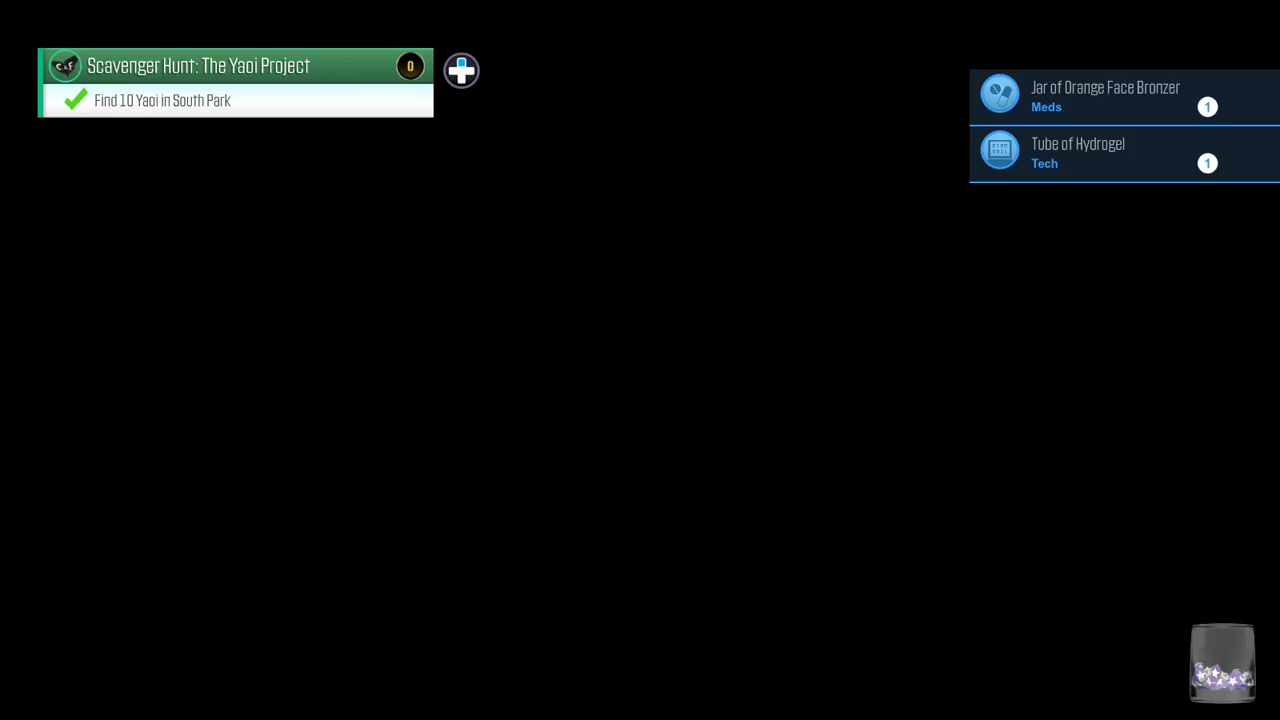 C&F
Scavenger Hunt: The Yaoi Project
0
Find 10 Yaoi in South Park
Jar of Orange Face Bronzer
Meds
1
Tube of Hydrogel
Tech
1